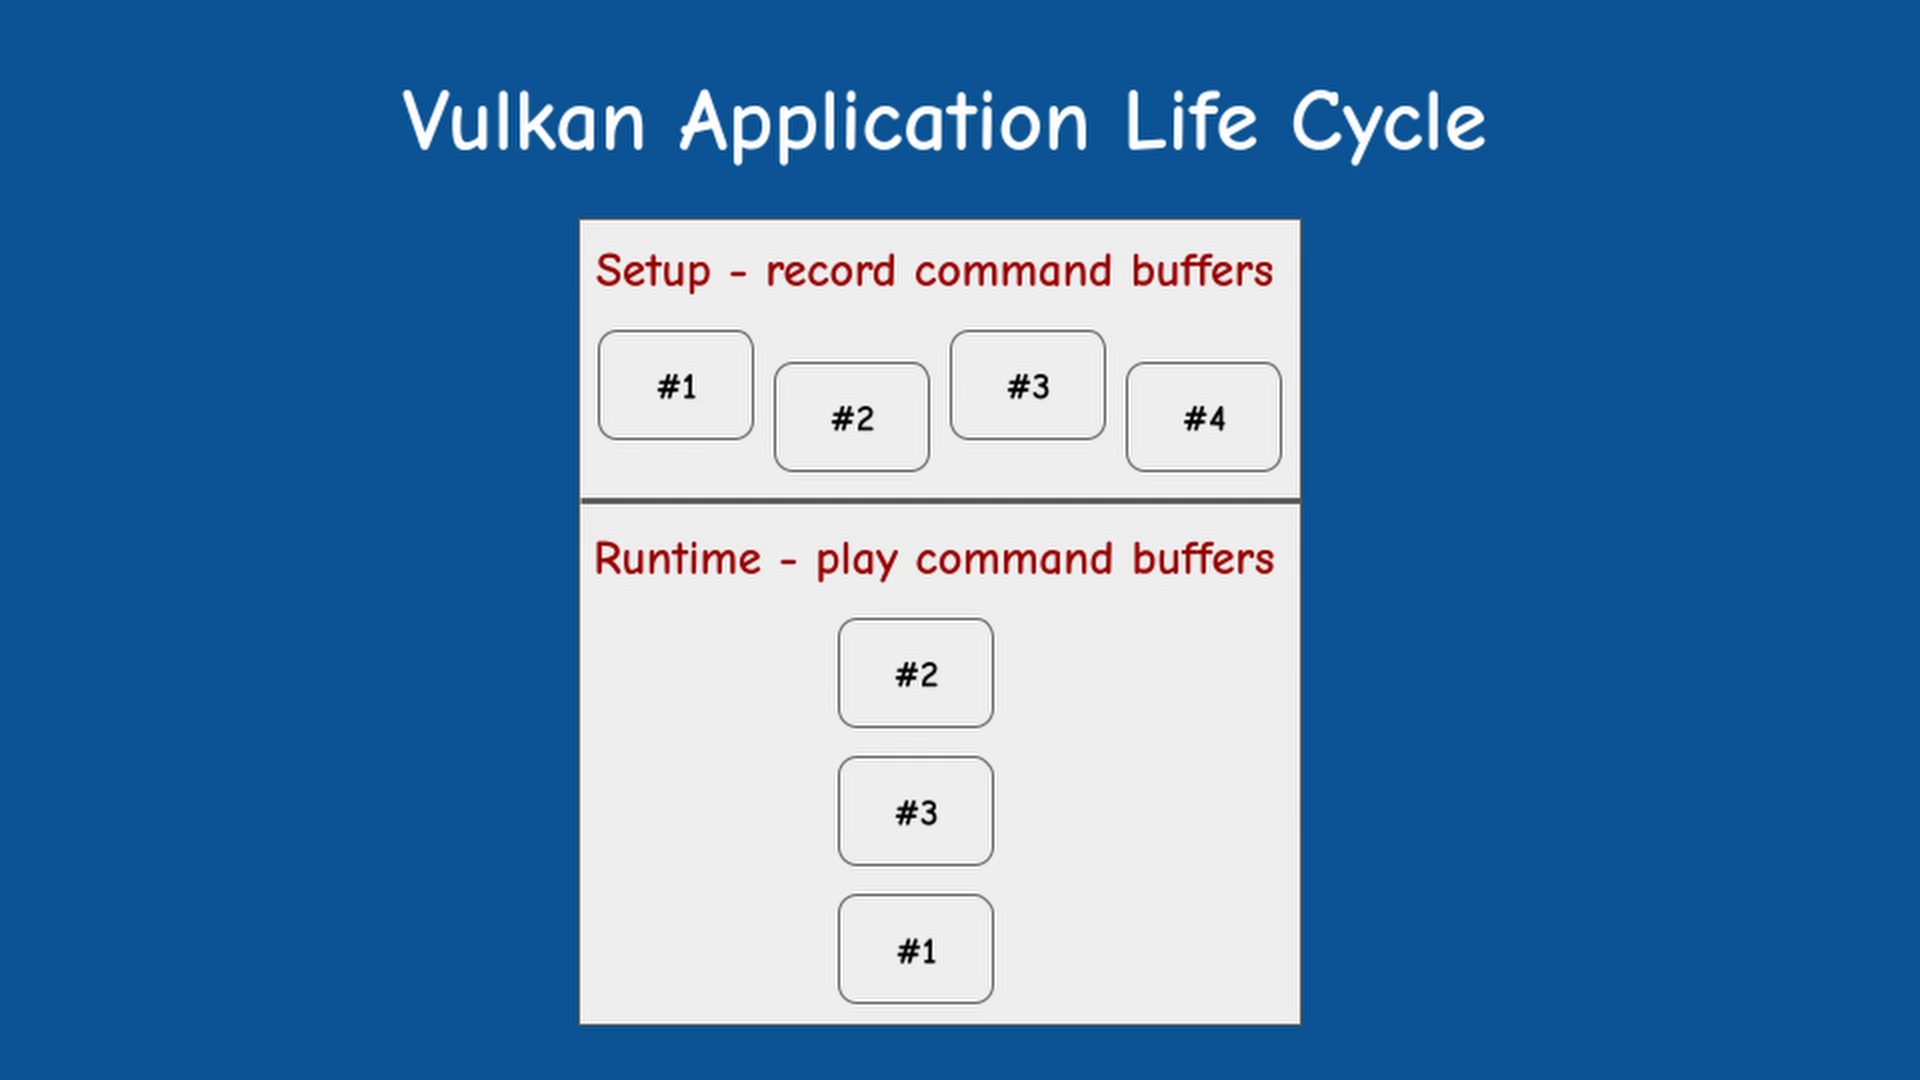 Vulkan Application Life Cycle
Setup - record command buffers
#1
#2
#3
#4
Runtime - play command buffers
#2
#3
#1